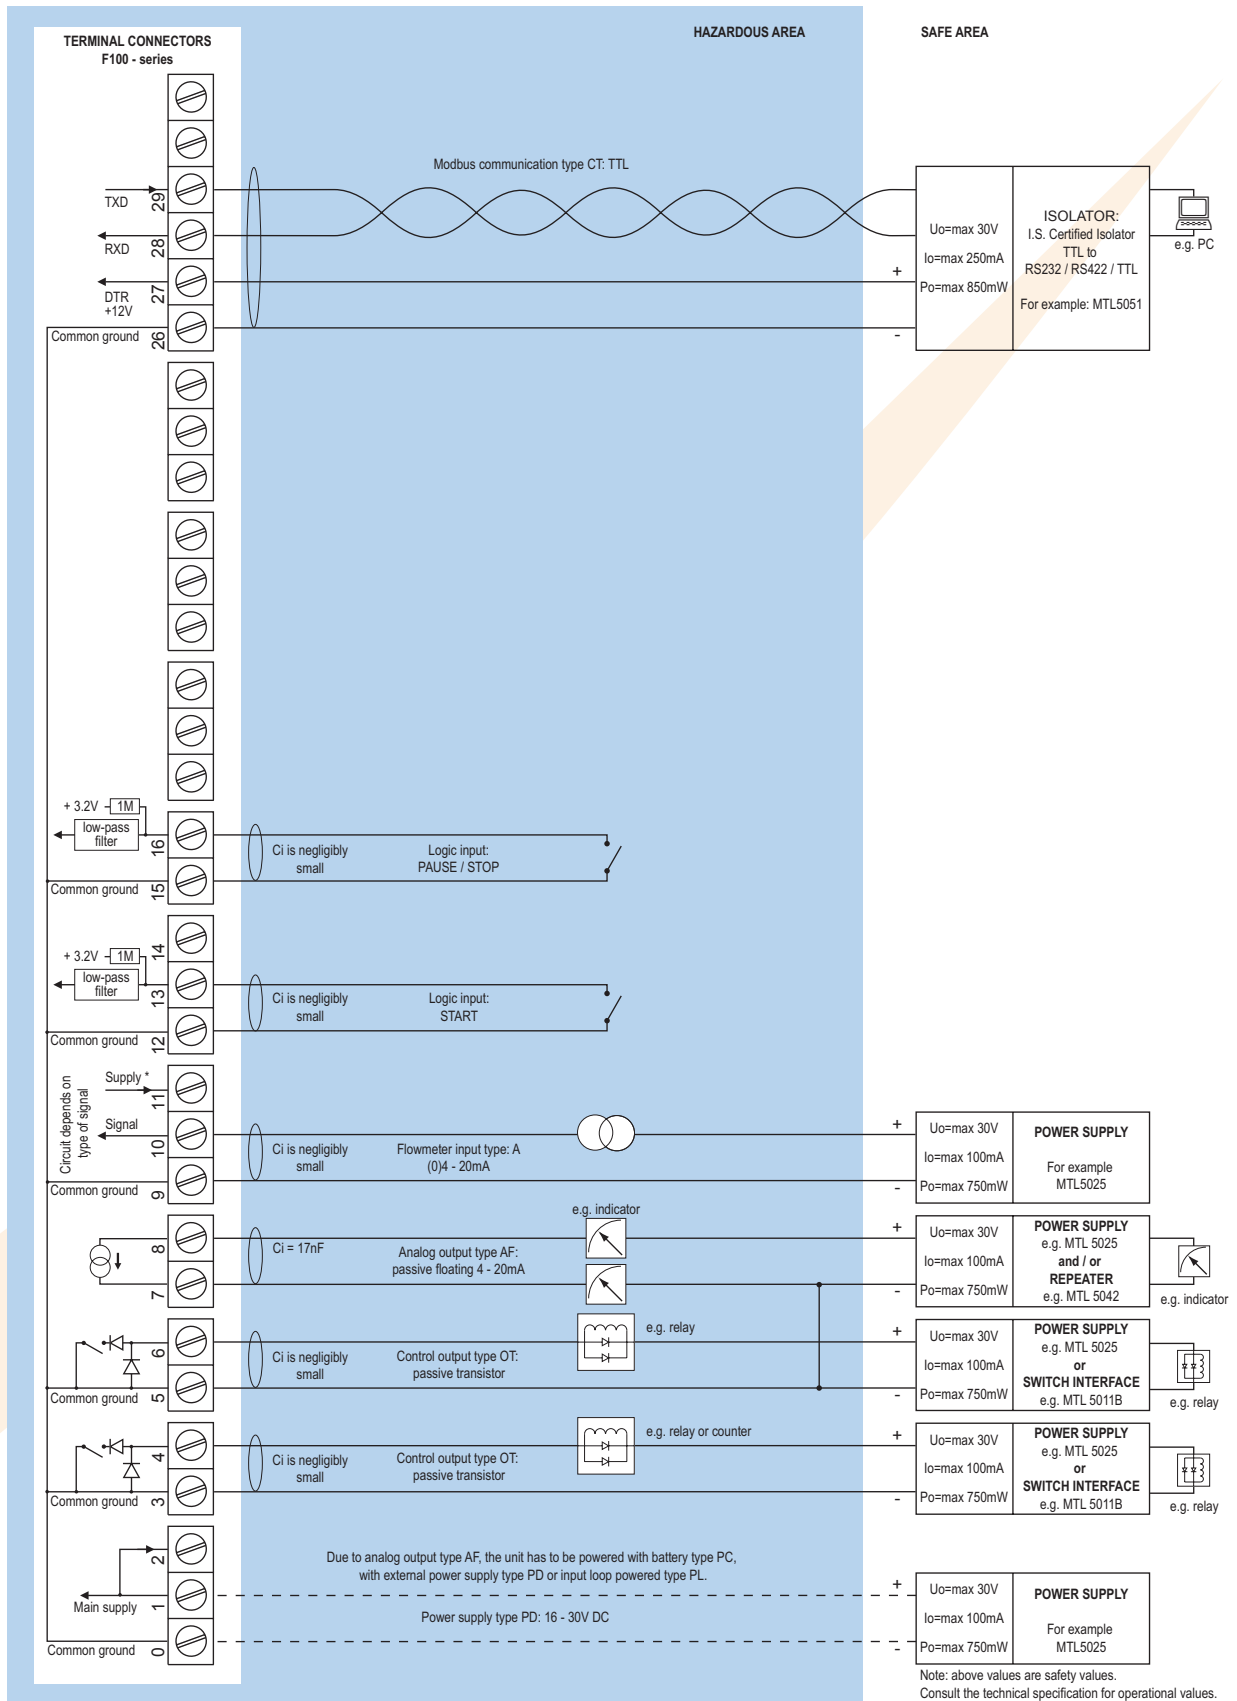 TERMINAL CONNECTORS
F100 - series
HAZARDOUS AREA
SAFE AREA
Modbus communication type CT: TTL
TXD
29
RXD
28
DTR
+12V
27
Common ground
26
+
-
Uo=max 30V
Io=max 250mA
Po=max 850mW
ISOLATOR:
I.S. Certified Isolator
TTL to
RS232 / RS422 / TTL
For example: MTL5051
e.g. PC
+ 3.2V
1M
low-pass
filter
16
Common ground
15
Ci is negligibly
small
Logic input:
PAUSE / STOP
14
+ 3.2V
1M
low-pass
filter
13
Common ground
12
Ci is negligibly
small
Logic input:
START
Circuit depends on
type of signal
Supply *
11
Signal
10
Common ground
9
Ci is negligibly
small
Flowmeter input type: A
(0)4 - 20mA
+
-
Uo=max 30V
Io=max 100mA
Po=max 750mW
POWER SUPPLY
For example
MTL5025
8
7
Ci = 17nF
Analog output type AF:
passive floating 4 - 20mA
e.g. indicator
+
-
Uo=max 30V
Io=max 100mA
Po=max 750mW
POWER SUPPLY
e.g. MTL 5025
and / or
REPEATER
e.g. MTL 5042
e.g. indicator
6
Common ground
5
Ci is negligibly
small
Control output type OT:
passive transistor
e.g. relay
+
-
Uo=max 30V
Io=max 100mA
Po=max 750mW
POWER SUPPLY
e.g. MTL 5025
or
SWITCH INTERFACE
e.g. MTL 5011B
e.g. relay
4
Common ground
3
Ci is negligibly
small
Control output type OT:
passive transistor
e.g. relay or counter
+
-
Uo=max 30V
Io=max 100mA
Po=max 750mW
POWER SUPPLY
e.g. MTL 5025
or
SWITCH INTERFACE
e.g. MTL 5011B
e.g. relay
2
Main supply
1
Common ground
0
Due to analog output type AF, the unit has to be powered with battery type PC,
with external power supply type PD or input loop powered type PL.
Power supply type PD: 16 - 30V DC
+
-
Uo=max 30V
Io=max 100mA
Po=max 750mW
POWER SUPPLY
For example
MTL5025
Note: above values are safety values.
Consult the technical specification for operational values.